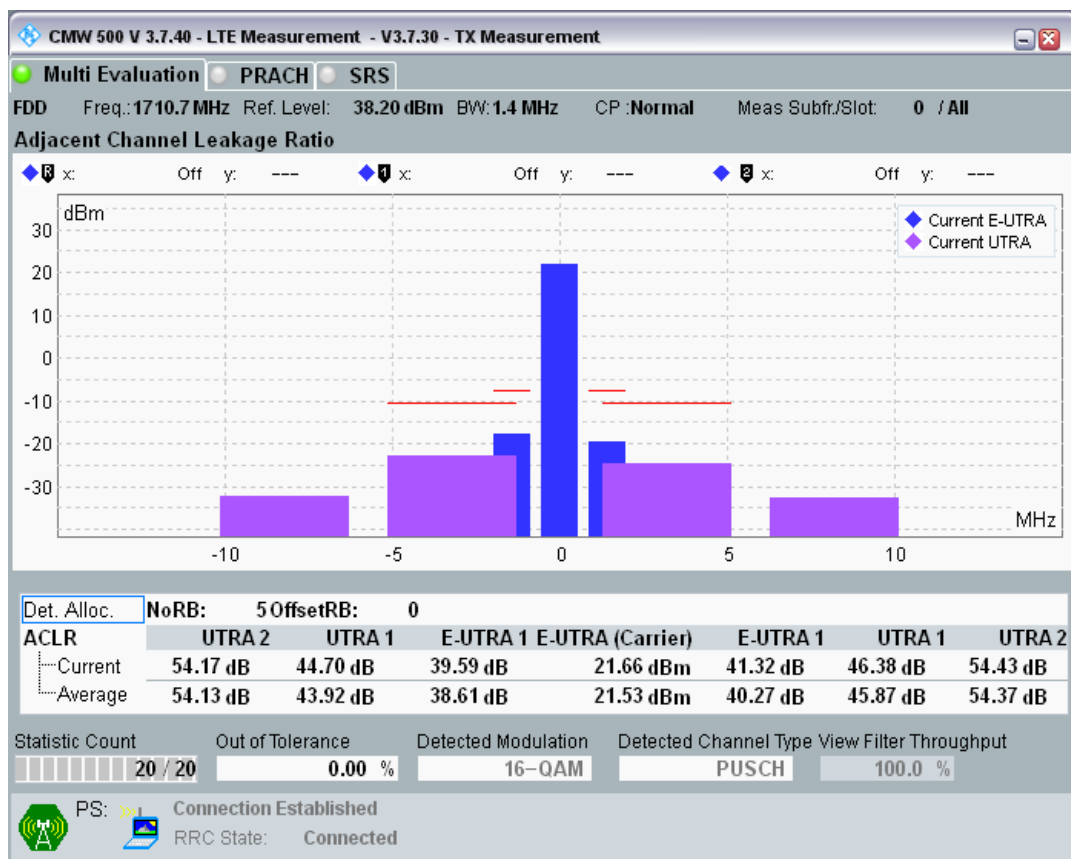 CMW 500 V 3.7.40 - LTE Measurement - V3.7.30 - TX Measurement
Multi Evaluation PRACH SRS
FDD Freq.: 1710.7 MHz Ref. Level: 38.20 dBm BW: 1.4 MHz CP :Normal Meas Subfr./Slot: 0 / All
Adjacent Channel Leakage Ratio
R x: Off y: --- 1 x: Off y: --- 2 x: Off y: ---
dBm
Current E-UTRA
Current UTRA
30
20
10
0
-10
-20
-30
MHz
-10 -5 0 5 10
Det. Alloc. NoRB: 5 OffsetRB: 0
ACLR UTRA 2 UTRA 1 E-UTRA 1 E-UTRA (Carrier) E-UTRA 1 UTRA 1 UTRA 2
Current 54.17 dB 44.70 dB 39.59 dB 21.66 dBm 41.32 dB 46.38 dB 54.43 dB
Average 54.13 dB 43.92 dB 38.61 dB 21.53 dBm 40.27 dB 45.87 dB 54.37 dB
Statistic Count Out of Tolerance Detected Modulation Detected Channel Type View Filter Throughput
20 / 20 0.00 % 16-QAM PUSCH 100.0 %
PS: Connection Established
RRC State: Connected